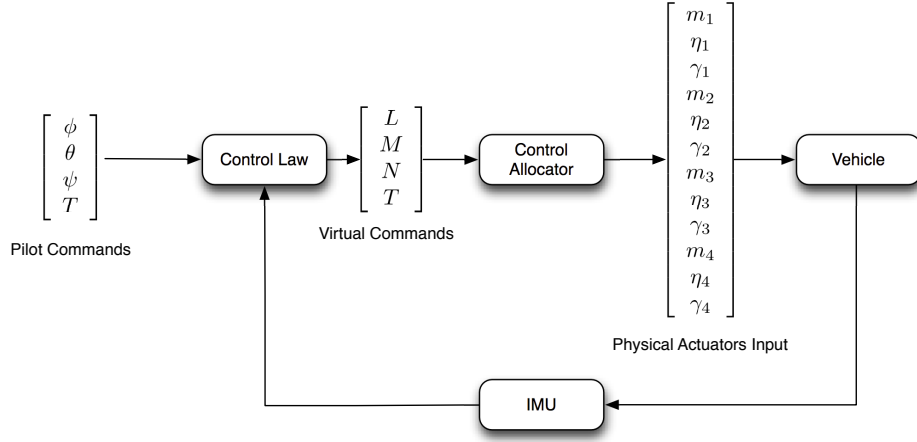 ϕ
θ
ψ
T
Pilot Commands
Control Law
L
M
N
T
Virtual Commands
Control
Allocator
m₁
η₁
γ₁
m₂
η₂
γ₂
m₃
η₃
γ₃
m₄
η₄
γ₄
Physical Actuators Input
Vehicle
IMU